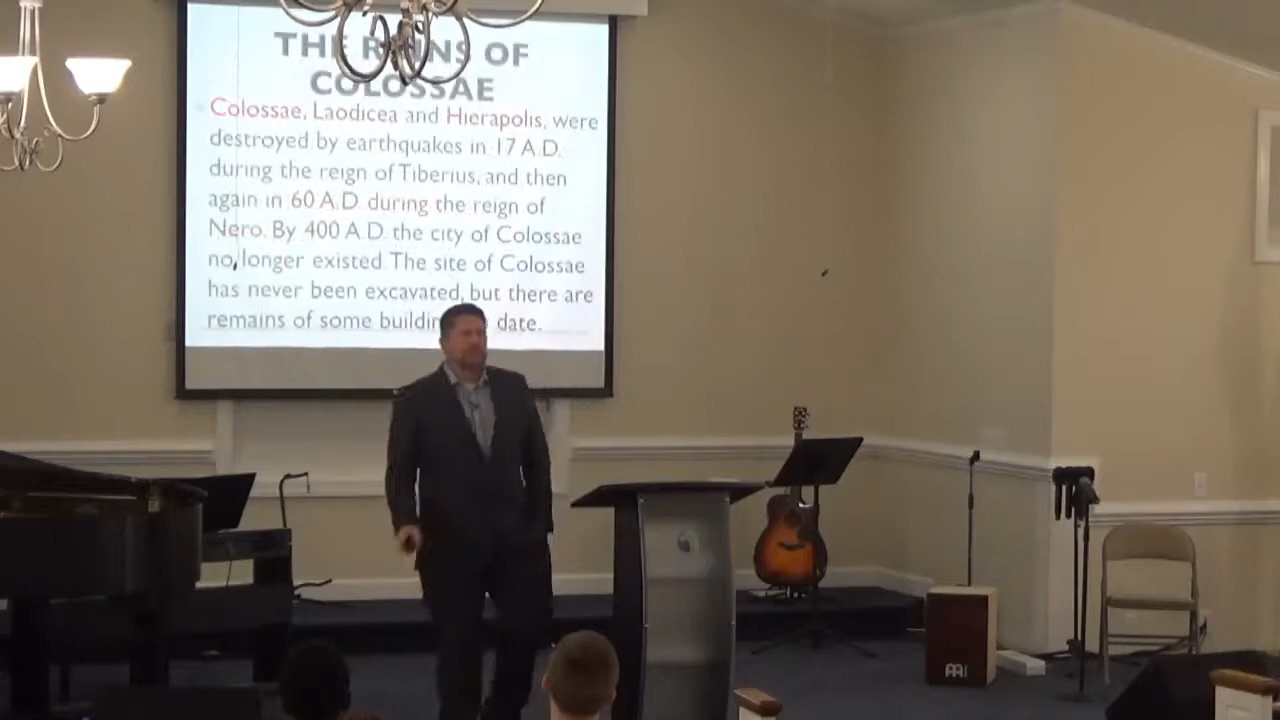 THE RUINS OF
COLOSSAE
Colossae, Laodicea and Hierapolis, were
destroyed by earthquakes in 17 A.D.
during the reign of Tiberius, and then
again in 60 A.D. during the reign of
Nero. By 400 A.D. the city of Colossae
no longer existed. The site of Colossae
has never been excavated, but there are
remains of some date.